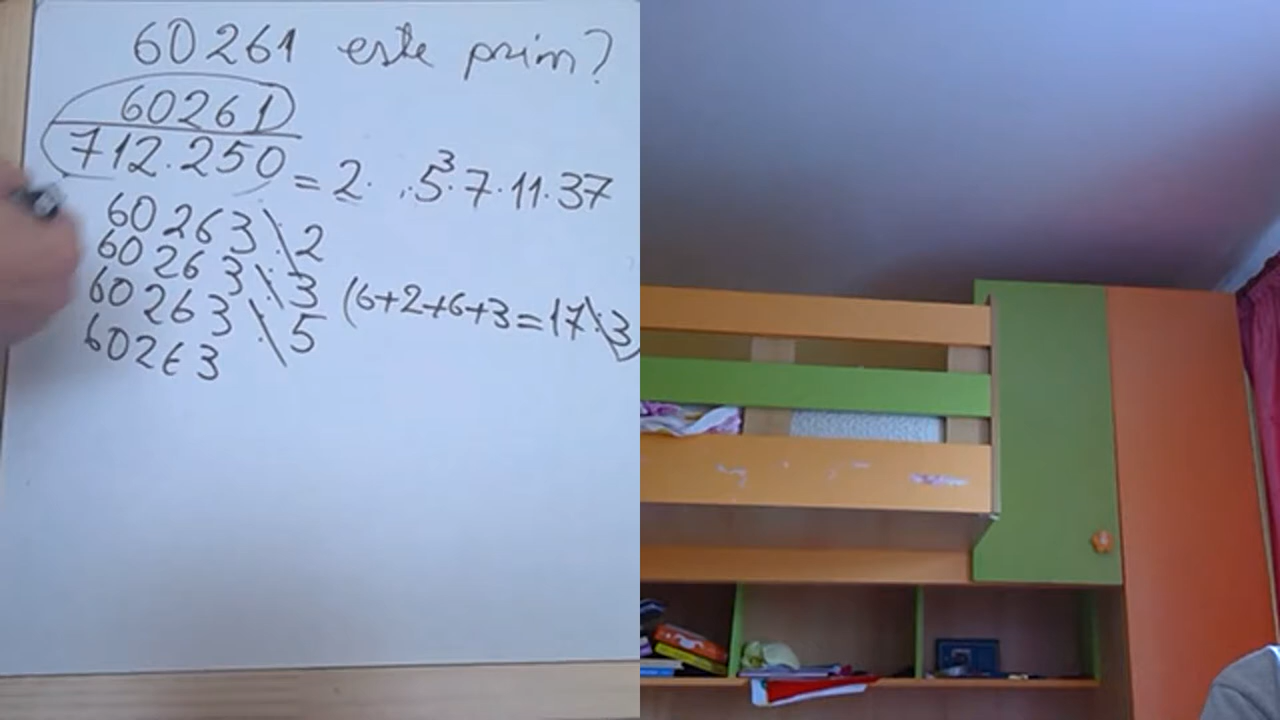 60261 este prim?
60261
712.250 = 2. .5³.7.11.37
60263 ⋮̸ 2
60263 ⋮̸ 3 (6+2+6+3=17⋮̸3)
60263 ⋮̸ 5
60263